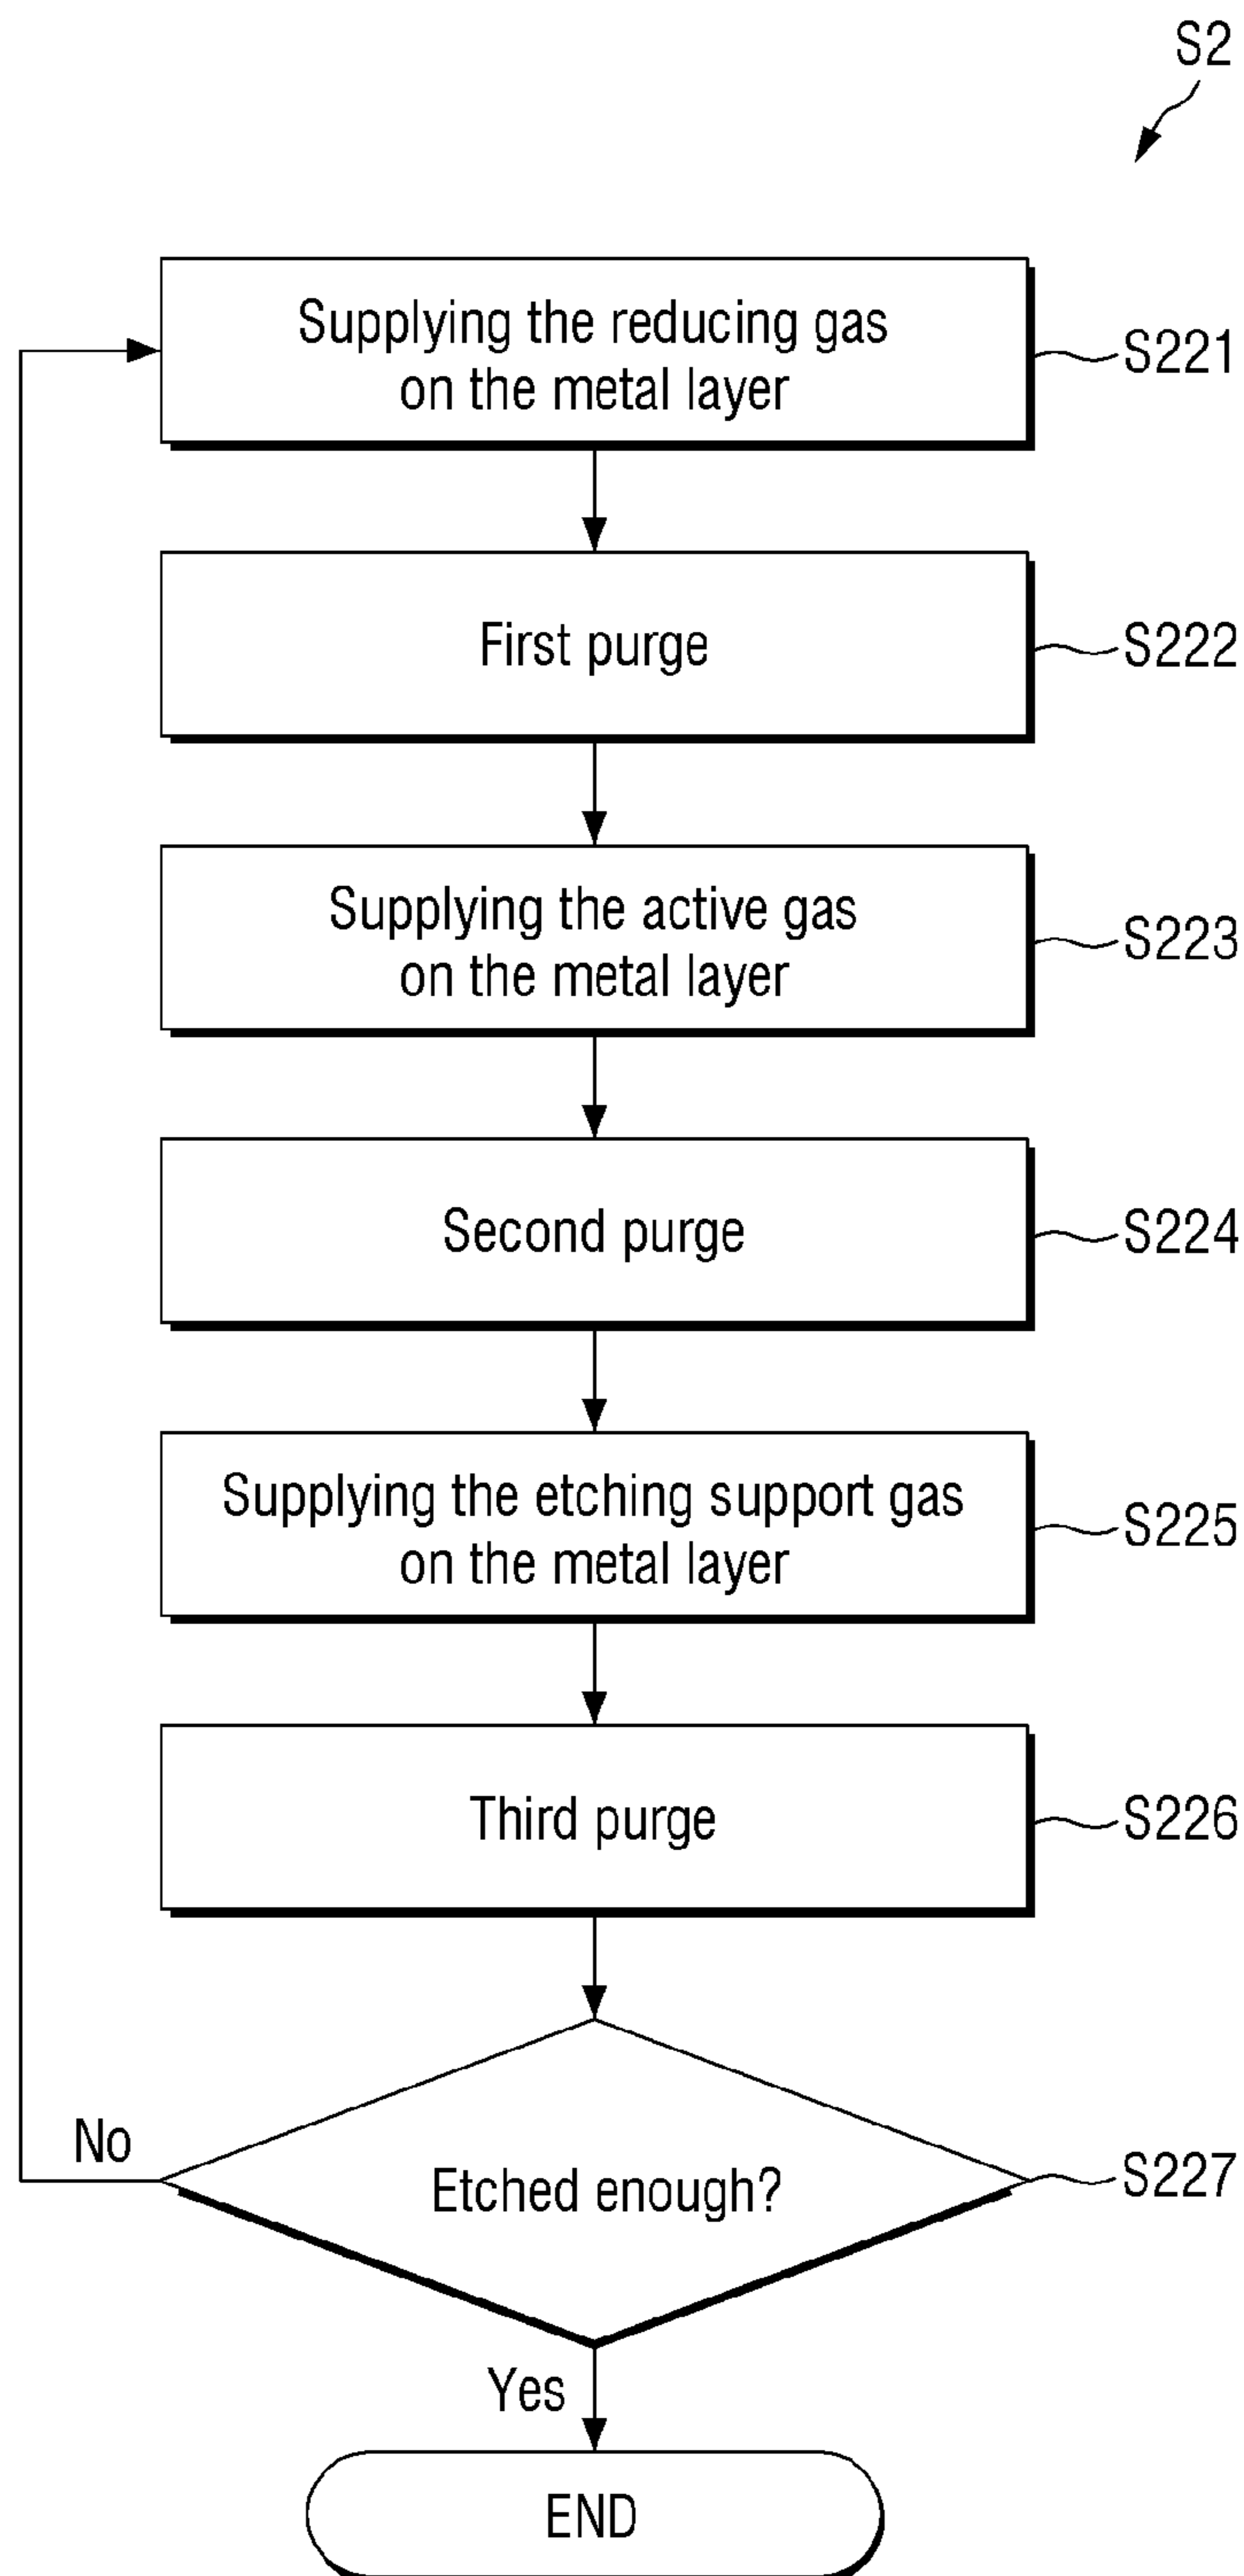 S2
Supplying the reducing gas
on the metal layer
S221
First purge
S222
Supplying the active gas
on the metal layer
S223
Second purge
S224
Supplying the etching support gas
on the metal layer
S225
Third purge
S226
No
Etched enough?
S227
Yes
END